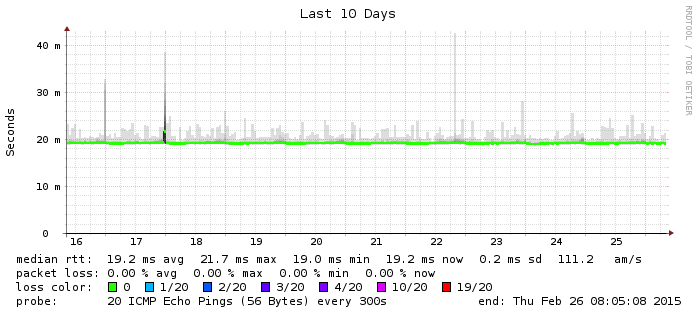 Last 10 Days
RRDTOOL / TOBI OETIKER
Seconds
40 m
30 m
20 m
10 m
0
16 17 18 19 20 21 22 23 24 25
median rtt: 19.2 ms avg 21.7 ms max 19.0 ms min 19.2 ms now 0.2 ms sd 111.2 am/s
packet loss: 0.00 % avg 0.00 % max 0.00 % min 0.00 % now
loss color: 0 1/20 2/20 3/20 4/20 10/20 19/20
probe: 20 ICMP Echo Pings (56 Bytes) every 300s end: Thu Feb 26 08:05:08 2015